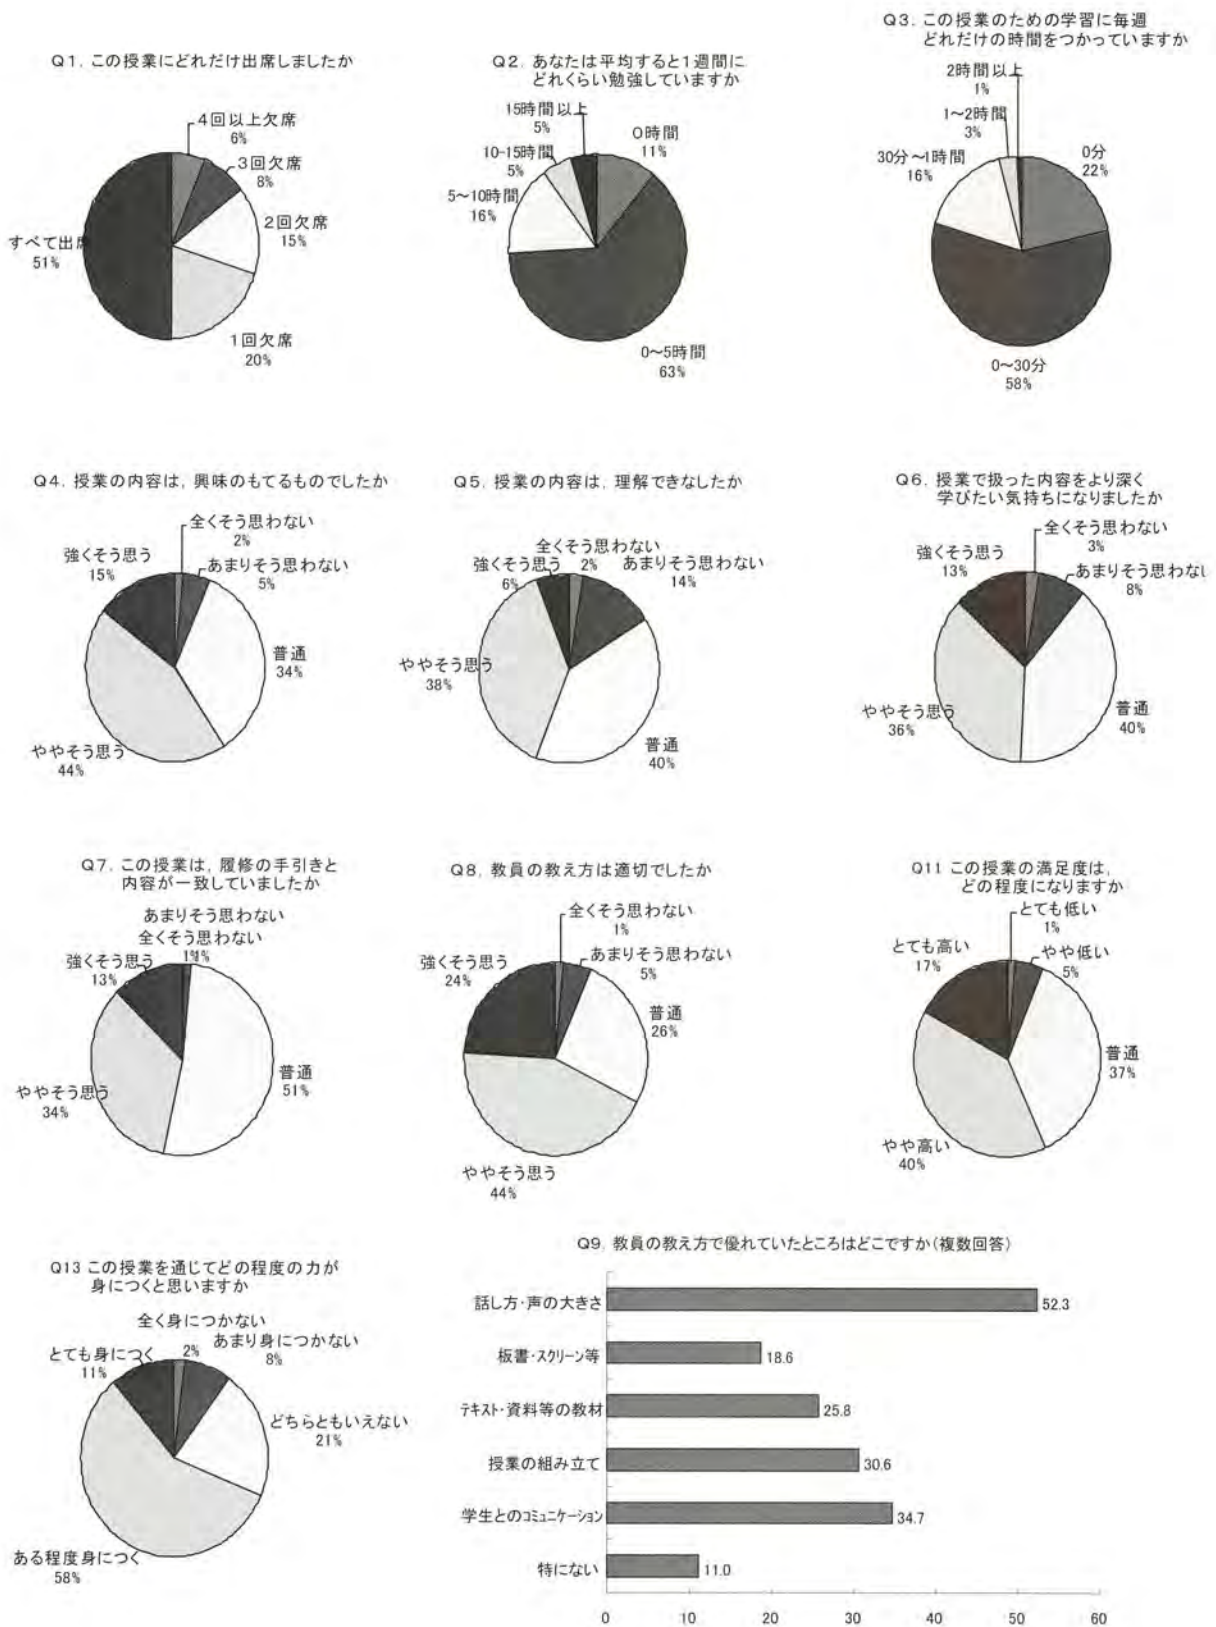 Q1. この授業にどれだけ出席しましたか
4回以上欠席
6%
3回欠席
8%
2回欠席
15%
1回欠席
20%
すべて出席
51%
Q2. あなたは平均すると1週間に
どれくらい勉強していますか
0時間
11%
0～5時間
63%
5～10時間
16%
10-15時間
5%
15時間以上
5%
Q3. この授業のための学習に毎週
どれだけの時間をつかっていますか
0分
22%
0～30分
58%
30分～1時間
16%
1～2時間
3%
2時間以上
1%
Q4. 授業の内容は, 興味のもてるものでしたか
全くそう思わない
2%
あまりそう思わない
5%
普通
34%
ややそう思う
44%
強くそう思う
15%
Q5. 授業の内容は, 理解できなしたか
全くそう思わない
2%
あまりそう思わない
14%
普通
40%
ややそう思う
38%
強くそう思う
6%
Q6. 授業で扱った内容をより深く
学びたい気持ちになりましたか
全くそう思わない
3%
あまりそう思わない
8%
普通
40%
ややそう思う
36%
強くそう思う
13%
Q7. この授業は, 履修の手引きと
内容が一致していましたか
あまりそう思わない
全くそう思わない
1%
1%
普通
51%
ややそう思う
34%
強くそう思う
13%
Q8. 教員の教え方は適切でしたか
全くそう思わない
1%
あまりそう思わない
5%
普通
26%
ややそう思う
44%
強くそう思う
24%
Q11 この授業の満足度は,
どの程度になりますか
とても低い
1%
やや低い
5%
普通
37%
やや高い
40%
とても高い
17%
Q13 この授業を通じてどの程度の力が
身につくと思いますか
全く身につかない
2%
あまり身につかない
8%
どちらともいえない
21%
ある程度身につく
58%
とても身につく
11%
Q9. 教員の教え方で優れていたところはどこですか(複数回答)
話し方・声の大きさ 52.3
板書・スクリーン等 18.6
テキスト・資料等の教材 25.8
授業の組み立て 30.6
学生とのコミュニケーション 34.7
特にない 11.0
0 10 20 30 40 50 60